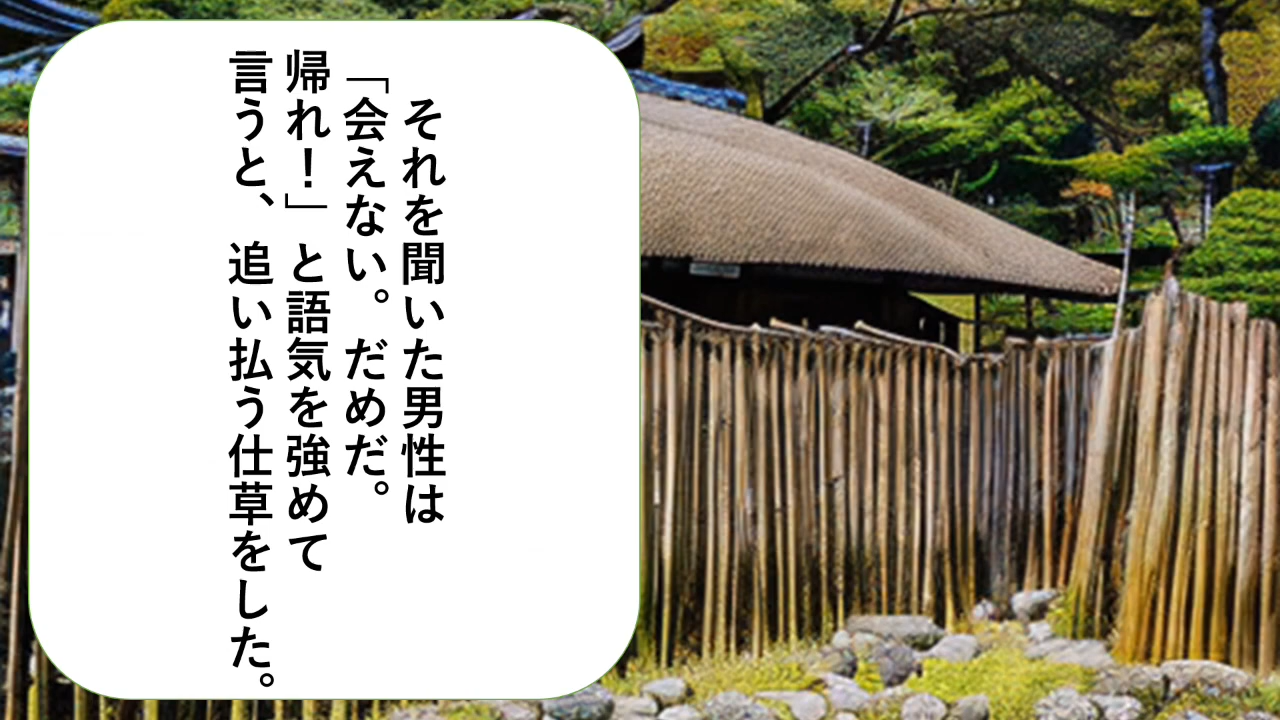 それを聞いた男性は
「会えない。だめだ。
帰れ！」と語気を強めて
言うと、追い払う仕草をした。